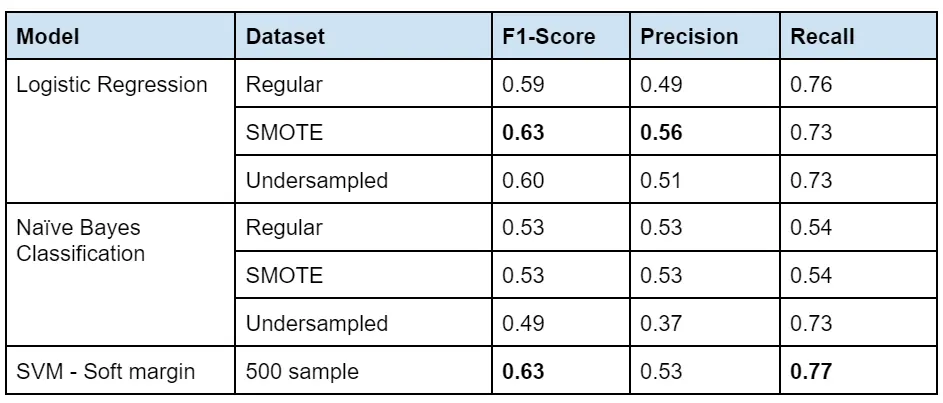 Model Dataset F1-Score Precision Recall
Logistic Regression Regular 0.59 0.49 0.76
SMOTE 0.63 0.56 0.73
Undersampled 0.60 0.51 0.73
Naïve Bayes Regular 0.53 0.53 0.54
Classification
SMOTE 0.53 0.53 0.54
Undersampled 0.49 0.37 0.73
SVM - Soft margin 500 sample 0.63 0.53 0.77